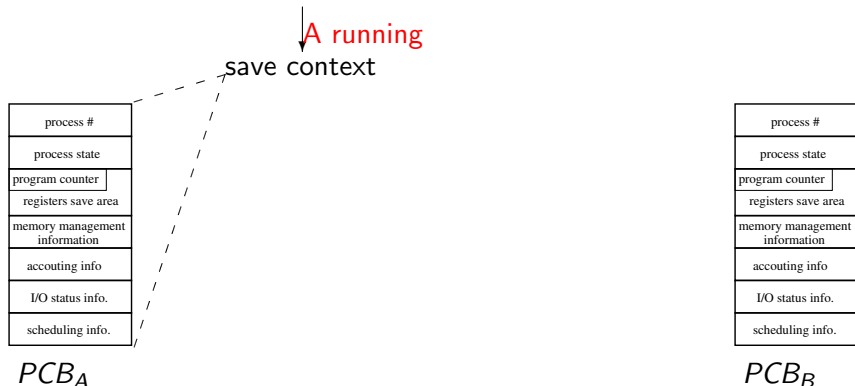 A running
save context
process #
process state
program counter
registers save area
memory management
information
accouting info
I/O status info.
scheduling info.
PCB_A
process #
process state
program counter
registers save area
memory management
information
accouting info
I/O status info.
scheduling info.
PCB_B